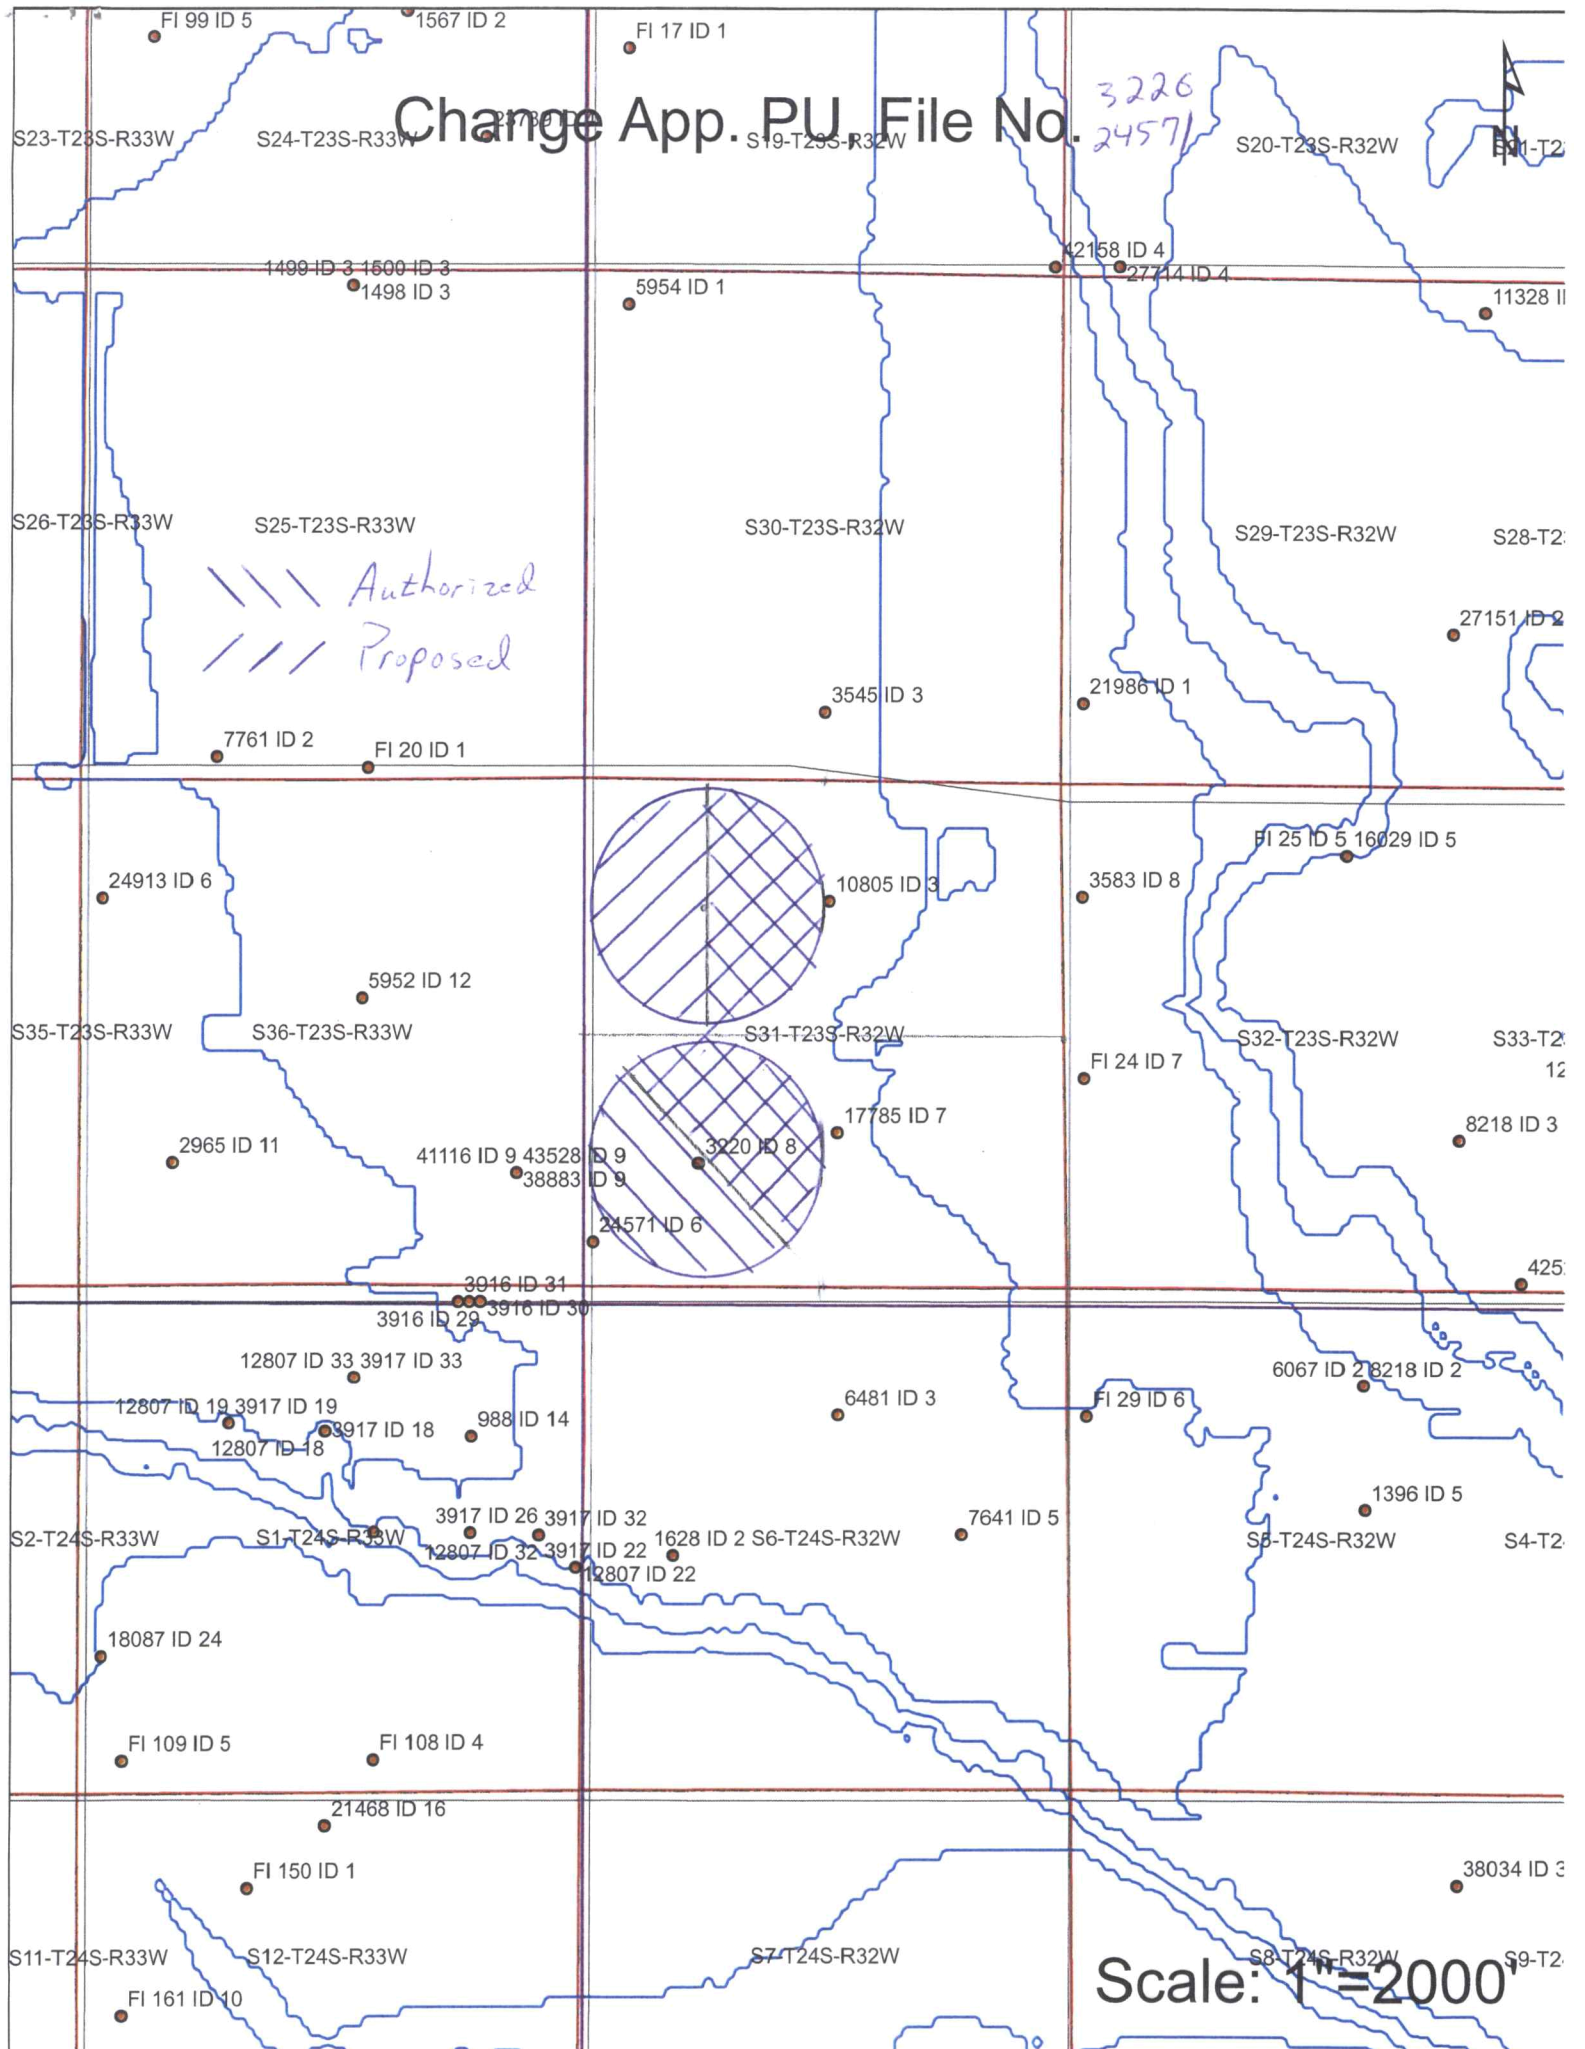 FI 99 ID 5
1567 ID 2
FI 17 ID 1
Change App. PU, File No.
3226
24571
S23-T23S-R33W
S24-T23S-R33W
S19-T23S-R32W
S20-T23S-R32W
N
42158 ID 4
27714 ID 4
1499 ID 3 1500 ID 3
1498 ID 3
5954 ID 1
11328
S26-T23S-R33W
S25-T23S-R33W
S30-T23S-R32W
S29-T23S-R32W
S28-T23
Authorized
Proposed
27151 ID 2
3545 ID 3
21986 ID 1
7761 ID 2
FI 20 ID 1
FI 25 ID 5 16029 ID 5
24913 ID 6
10805 ID 3
3583 ID 8
5952 ID 12
S35-T23S-R33W
S36-T23S-R33W
S31-T23S-R32W
S32-T23S-R32W
S33-T2
12
FI 24 ID 7
17785 ID 7
8218 ID 3
2965 ID 11
41116 ID 9 43528 ID 9
38883 ID 9
3220 ID 8
24571 ID 6
3916 ID 31
3916 ID 30
3916 ID 29
425
12807 ID 33 3917 ID 33
6067 ID 2 8218 ID 2
12807 ID 19 3917 ID 19
3917 ID 18
12807 ID 18
988 ID 14
6481 ID 3
FI 29 ID 6
1396 ID 5
3917 ID 26
3917 ID 32
S2-T24S-R33W
S1-T24S-R33W
12807 ID 32 3917 ID 22
12807 ID 22
1628 ID 2
S6-T24S-R32W
7641 ID 5
S5-T24S-R32W
S4-T2
18087 ID 24
FI 109 ID 5
FI 108 ID 4
21468 ID 16
FI 150 ID 1
38034 ID 3
S11-T24S-R33W
S12-T24S-R33W
S7-T24S-R32W
S8-T24S-R32W
S9-T2
Scale: 1"=2000'
FI 161 ID 10